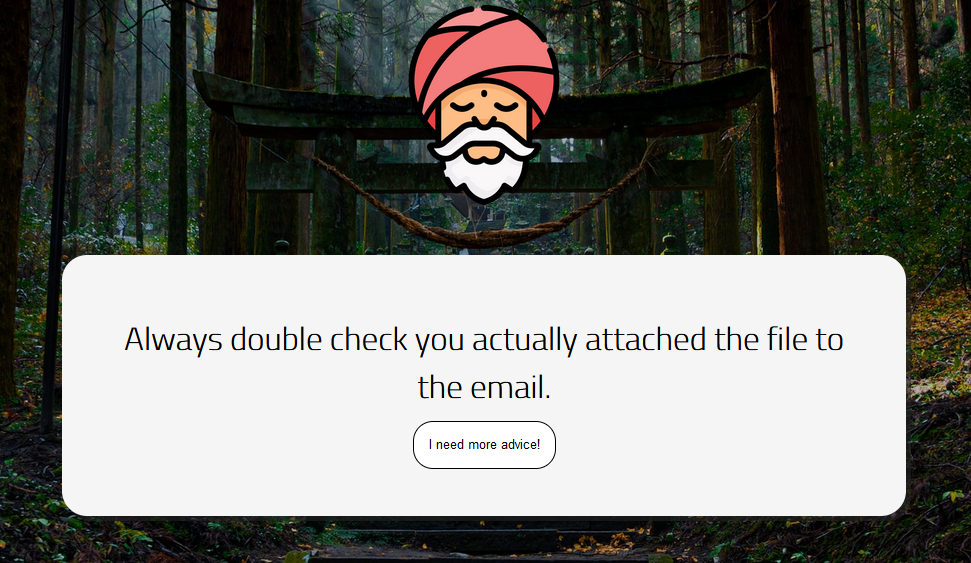 Always double check you actually attached the file to
the email.
I need more advice!